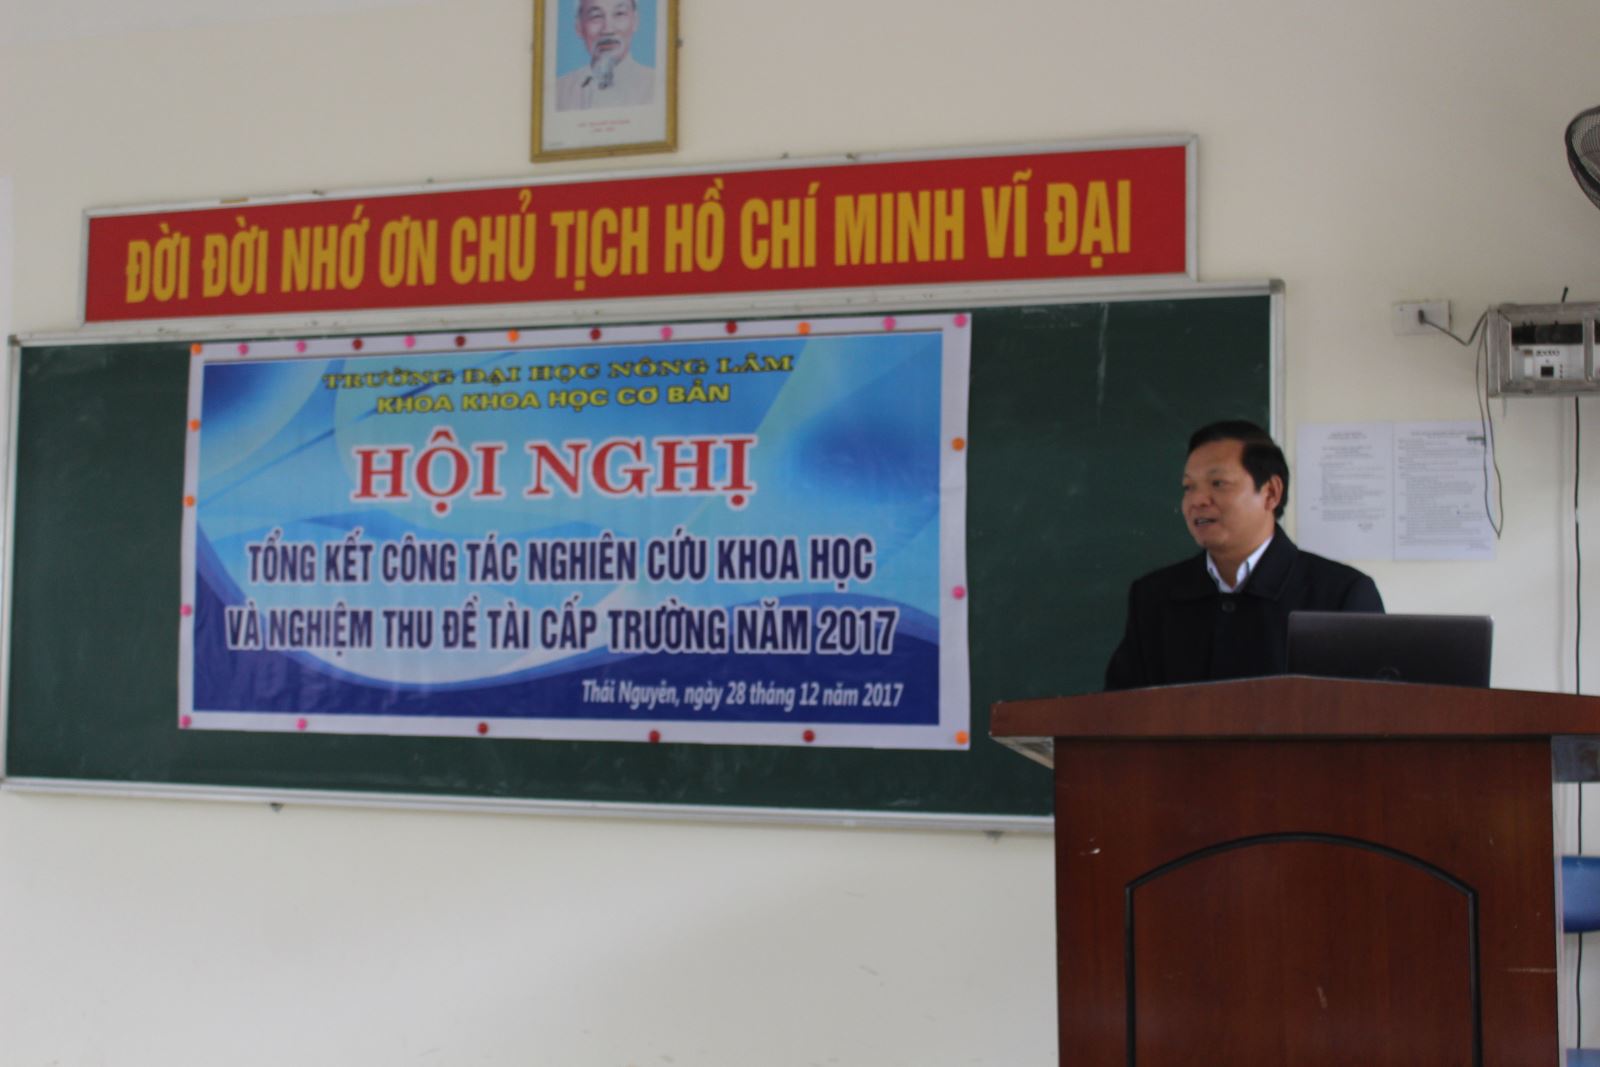 ĐỜI ĐỜI NHỚ ƠN CHỦ TỊCH HỒ CHÍ MINH VĨ ĐẠI
TRƯỜNG ĐẠI HỌC NÔNG LÂM
KHOA KHOA HỌC CƠ BẢN
HỘI NGHỊ
TỔNG KẾT CÔNG TÁC NGHIÊN CỨU KHOA HỌC
VÀ NGHIỆM THU ĐỀ TÀI CẤP TRƯỜNG NĂM 2017
Thái Nguyên, ngày 28 tháng 12 năm 2017